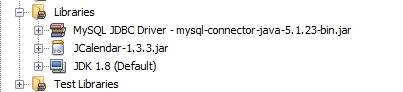 Libraries
MySQL JDBC Driver - mysql-connector-java-5.1.23-bin.jar
JCalendar-1.3.3.jar
JDK 1.8 (Default)
Test Libraries